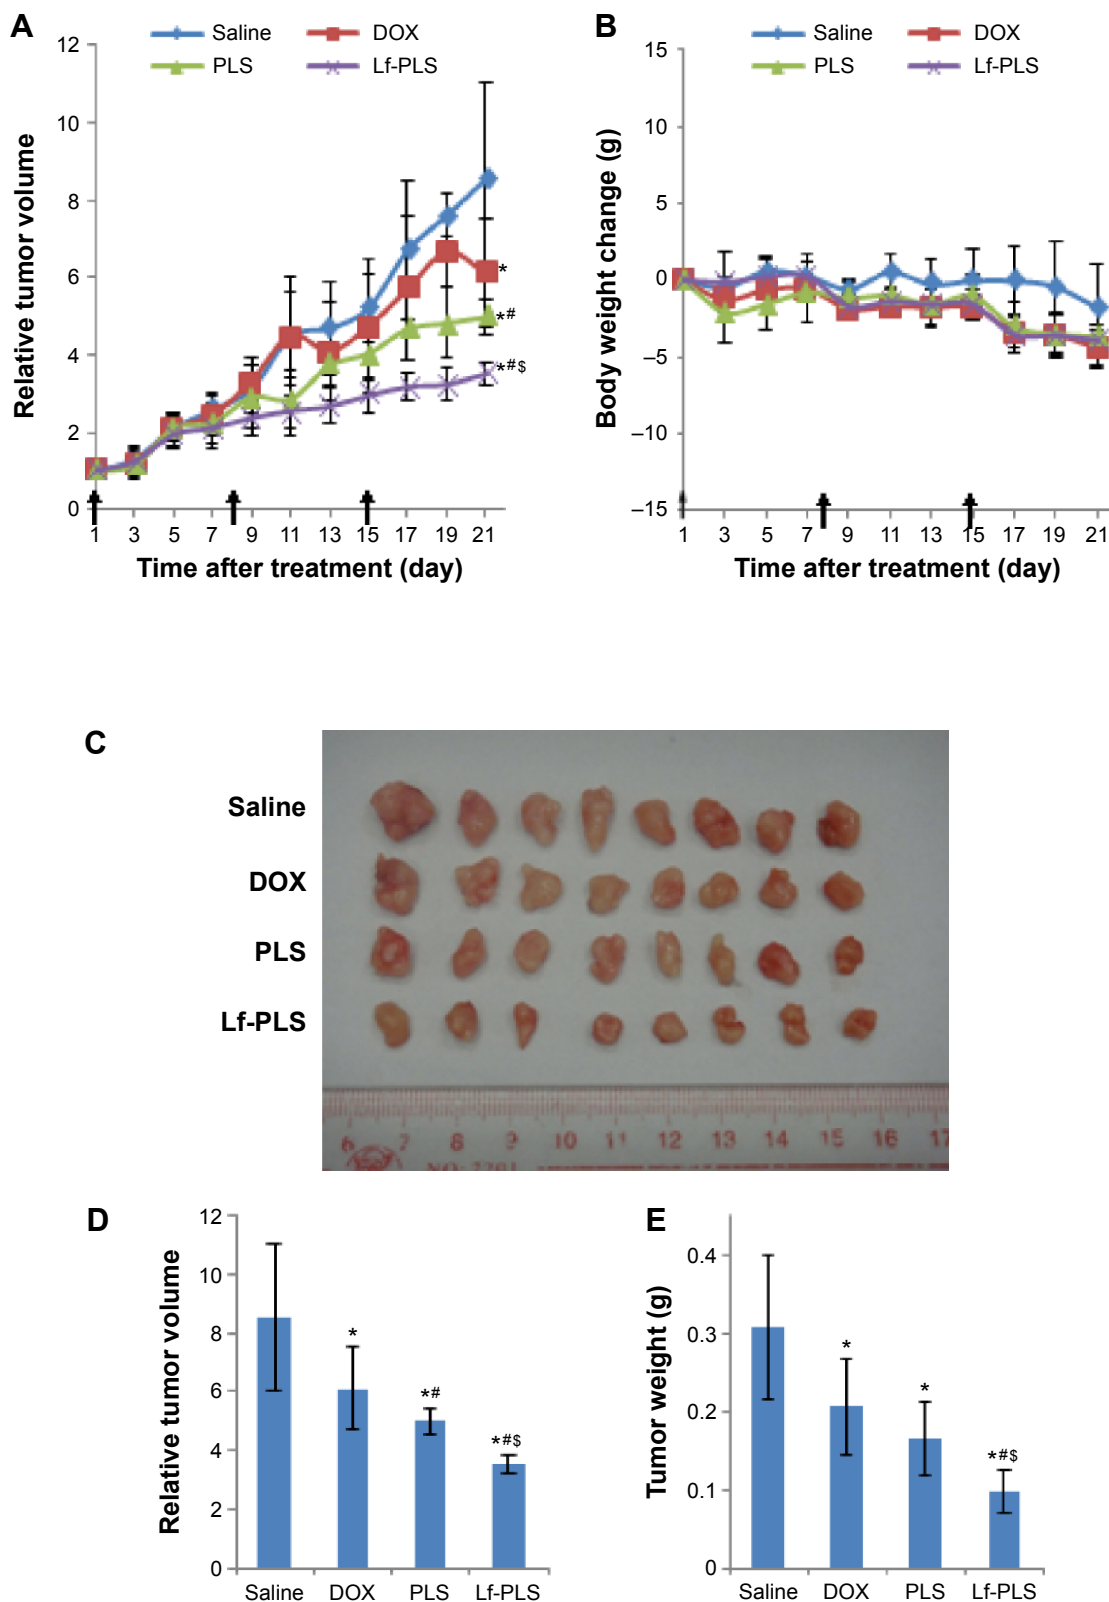 A
Saline
DOX
PLS
Lf-PLS
Relative tumor volume
12
10
8
6
4
2
0
*
*#
*#$
1 3 5 7 9 11 13 15 17 19 21
Time after treatment (day)
B
Saline
DOX
PLS
Lf-PLS
Body weight change (g)
15
10
5
0
–5
–10
–15
1 3 5 7 9 11 13 15 17 19 21
Time after treatment (day)
C
Saline
DOX
PLS
Lf-PLS
6 7 8 9 10 11 12 13 14 15 16 17
D
Relative tumor volume
12
10
8
6
4
2
0
*
*#
*#$
Saline DOX PLS Lf-PLS
E
Tumor weight (g)
0.4
0.3
0.2
0.1
0
*
*
*#$
Saline DOX PLS Lf-PLS